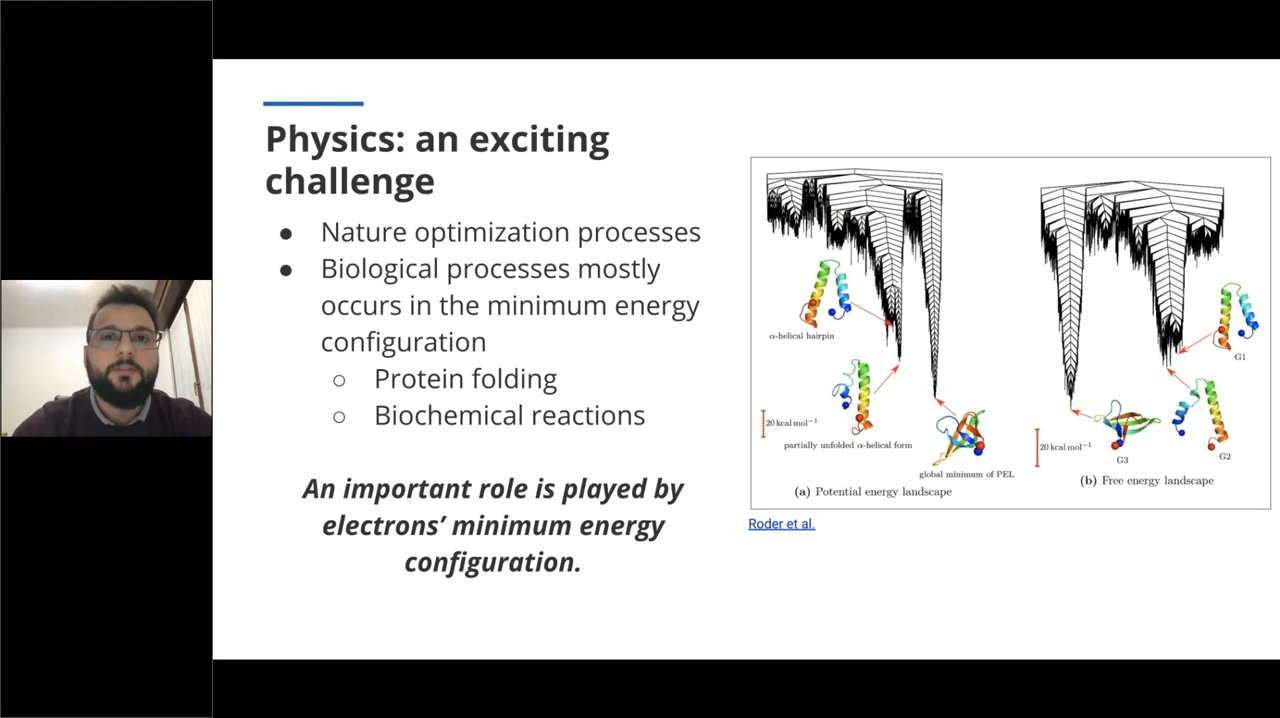 Physics: an exciting
challenge
● Nature optimization processes
● Biological processes mostly
occurs in the minimum energy
configuration
○ Protein folding
○ Biochemical reactions
An important role is played by
electrons’ minimum energy
configuration.
α-helical hairpin
20 kcal mol⁻¹
partially unfolded α-helical form
global minimum of PEL
(a) Potential energy landscape
G1
20 kcal mol⁻¹
G3
G2
(b) Free energy landscape
Roder et al.